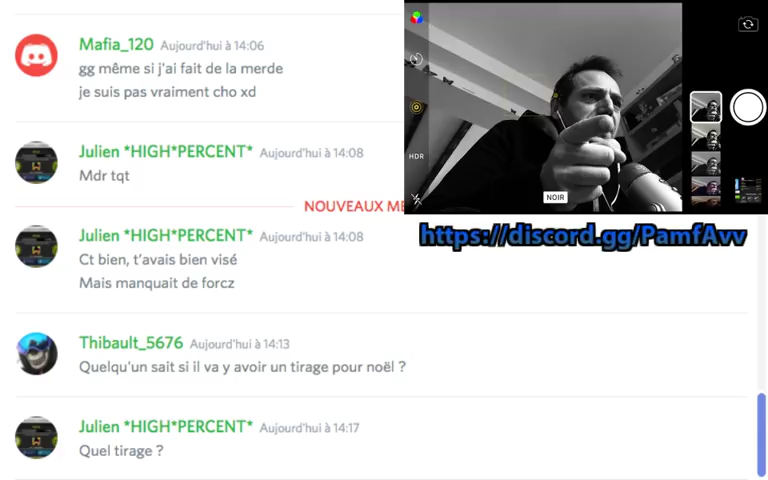 Mafia_120 Aujourd'hui à 14:06
gg même si j'ai fait de la merde
je suis pas vraiment cho xd
Julien *HIGH*PERCENT* Aujourd'hui à 14:08
Mdr tqt
NOUVEAUX ME
Julien *HIGH*PERCENT* Aujourd'hui à 14:08
Ct bien, t'avais bien visé
Mais manquait de forcz
Thibault_5676 Aujourd'hui à 14:13
Quelqu'un sait si il va y avoir un tirage pour noël ?
Julien *HIGH*PERCENT* Aujourd'hui à 14:17
Quel tirage ?
HDR
NOIR
https://discord.gg/PamfAvv